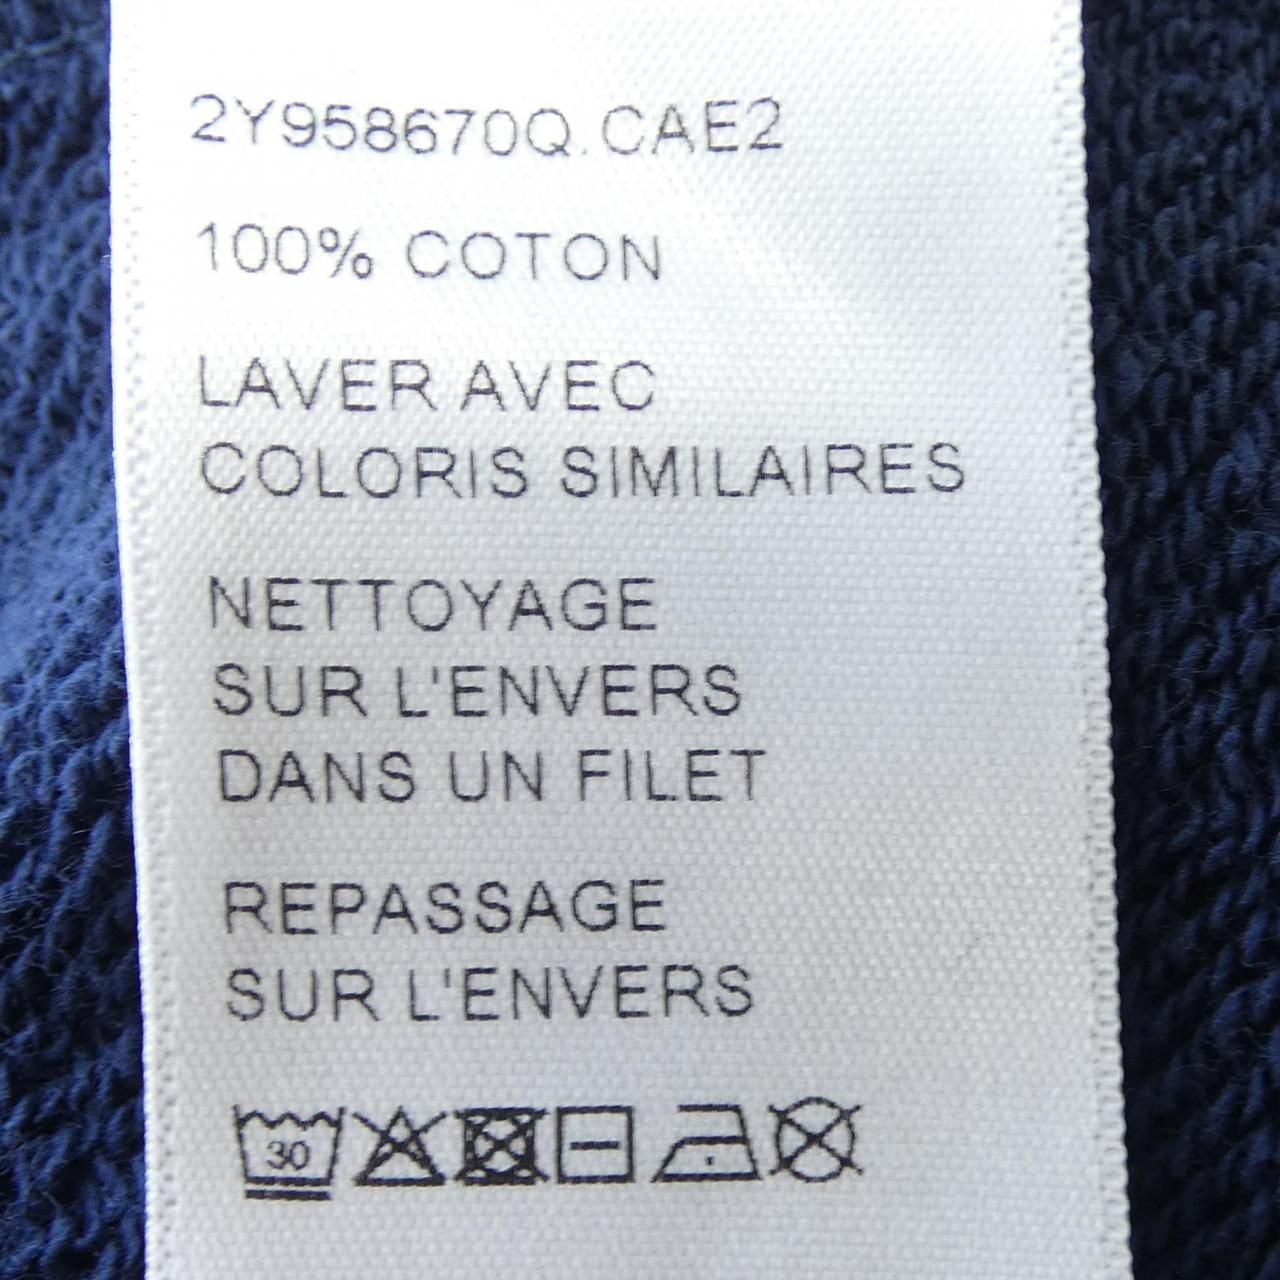 2Y958670Q.CAE2
100% COTON
LAVER AVEC
COLORIS SIMILAIRES
NETTOYAGE
SUR L'ENVERS
DANS UN FILET
REPASSAGE
SUR L'ENVERS
30